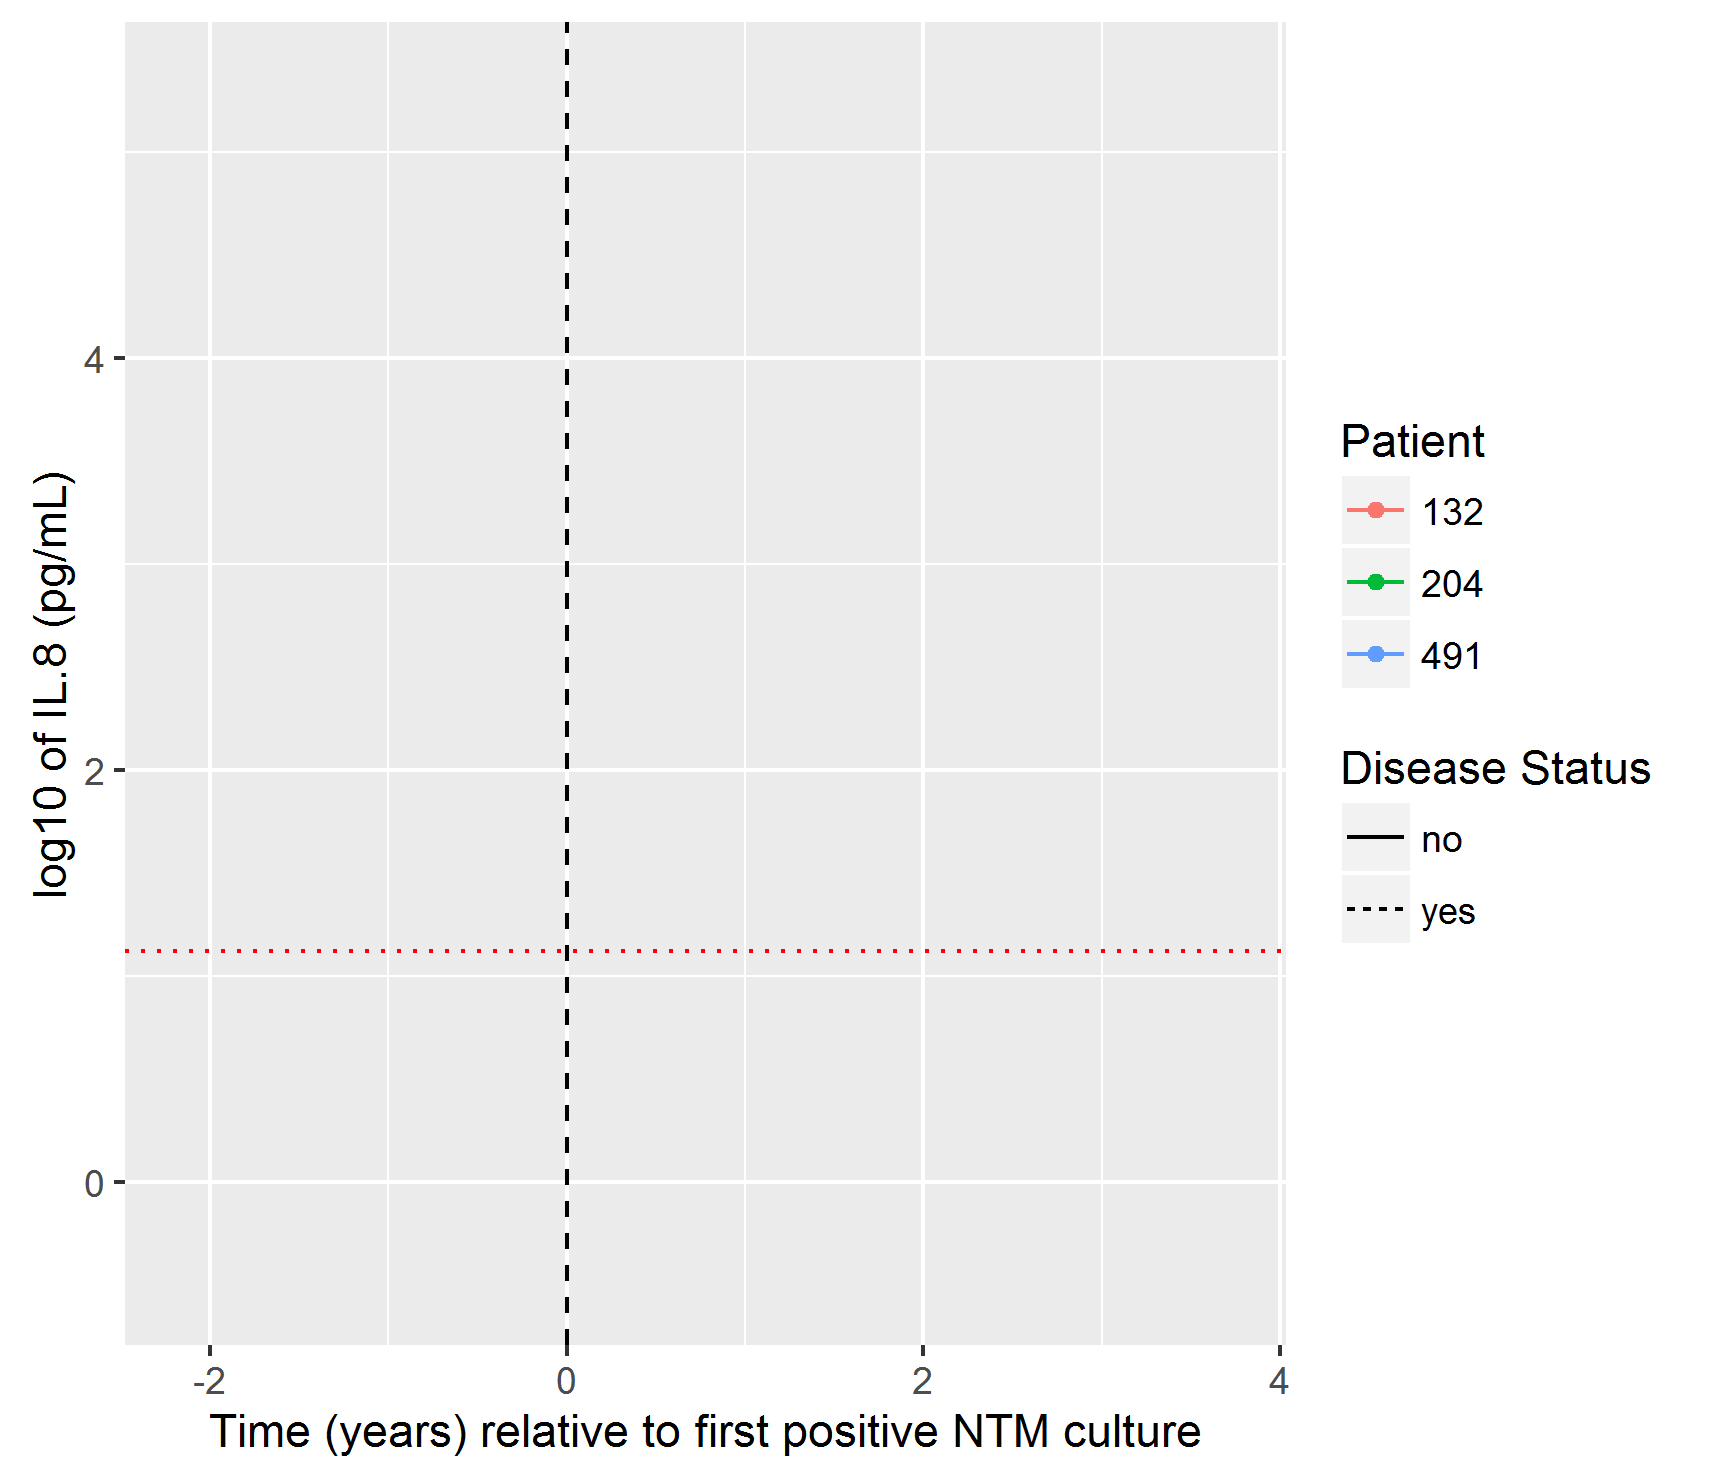 log10 of IL.8 (pg/mL)
4
2
0
-2
0
2
4
Time (years) relative to first positive NTM culture
Patient
132
204
491
Disease Status
no
yes